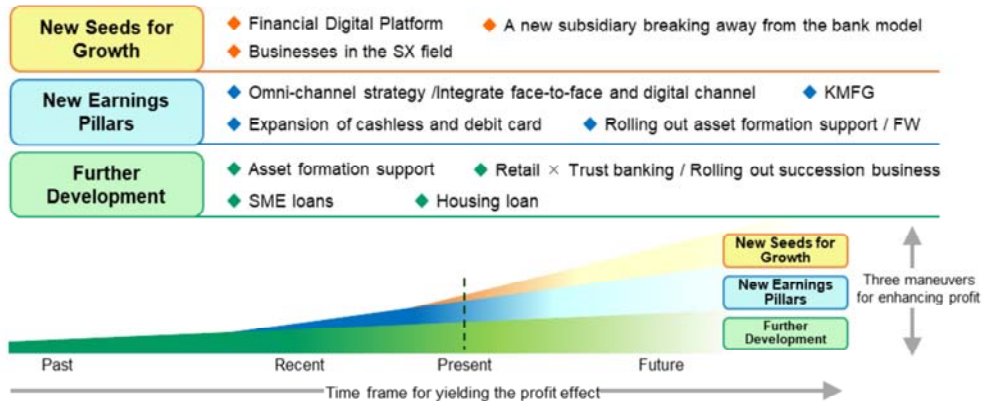 New Seeds for
Growth
◆ Financial Digital Platform ◆ A new subsidiary breaking away from the bank model
◆ Businesses in the SX field
New Earnings
Pillars
◆ Omni-channel strategy /Integrate face-to-face and digital channel ◆ KMFG
◆ Expansion of cashless and debit card ◆ Rolling out asset formation support / FW
Further
Development
◆ Asset formation support ◆ Retail × Trust banking / Rolling out succession business
◆ SME loans ◆ Housing loan
New Seeds for
Growth
New Earnings
Pillars
Further
Development
Three maneuvers
for enhancing profit
Past Recent Present Future
Time frame for yielding the profit effect